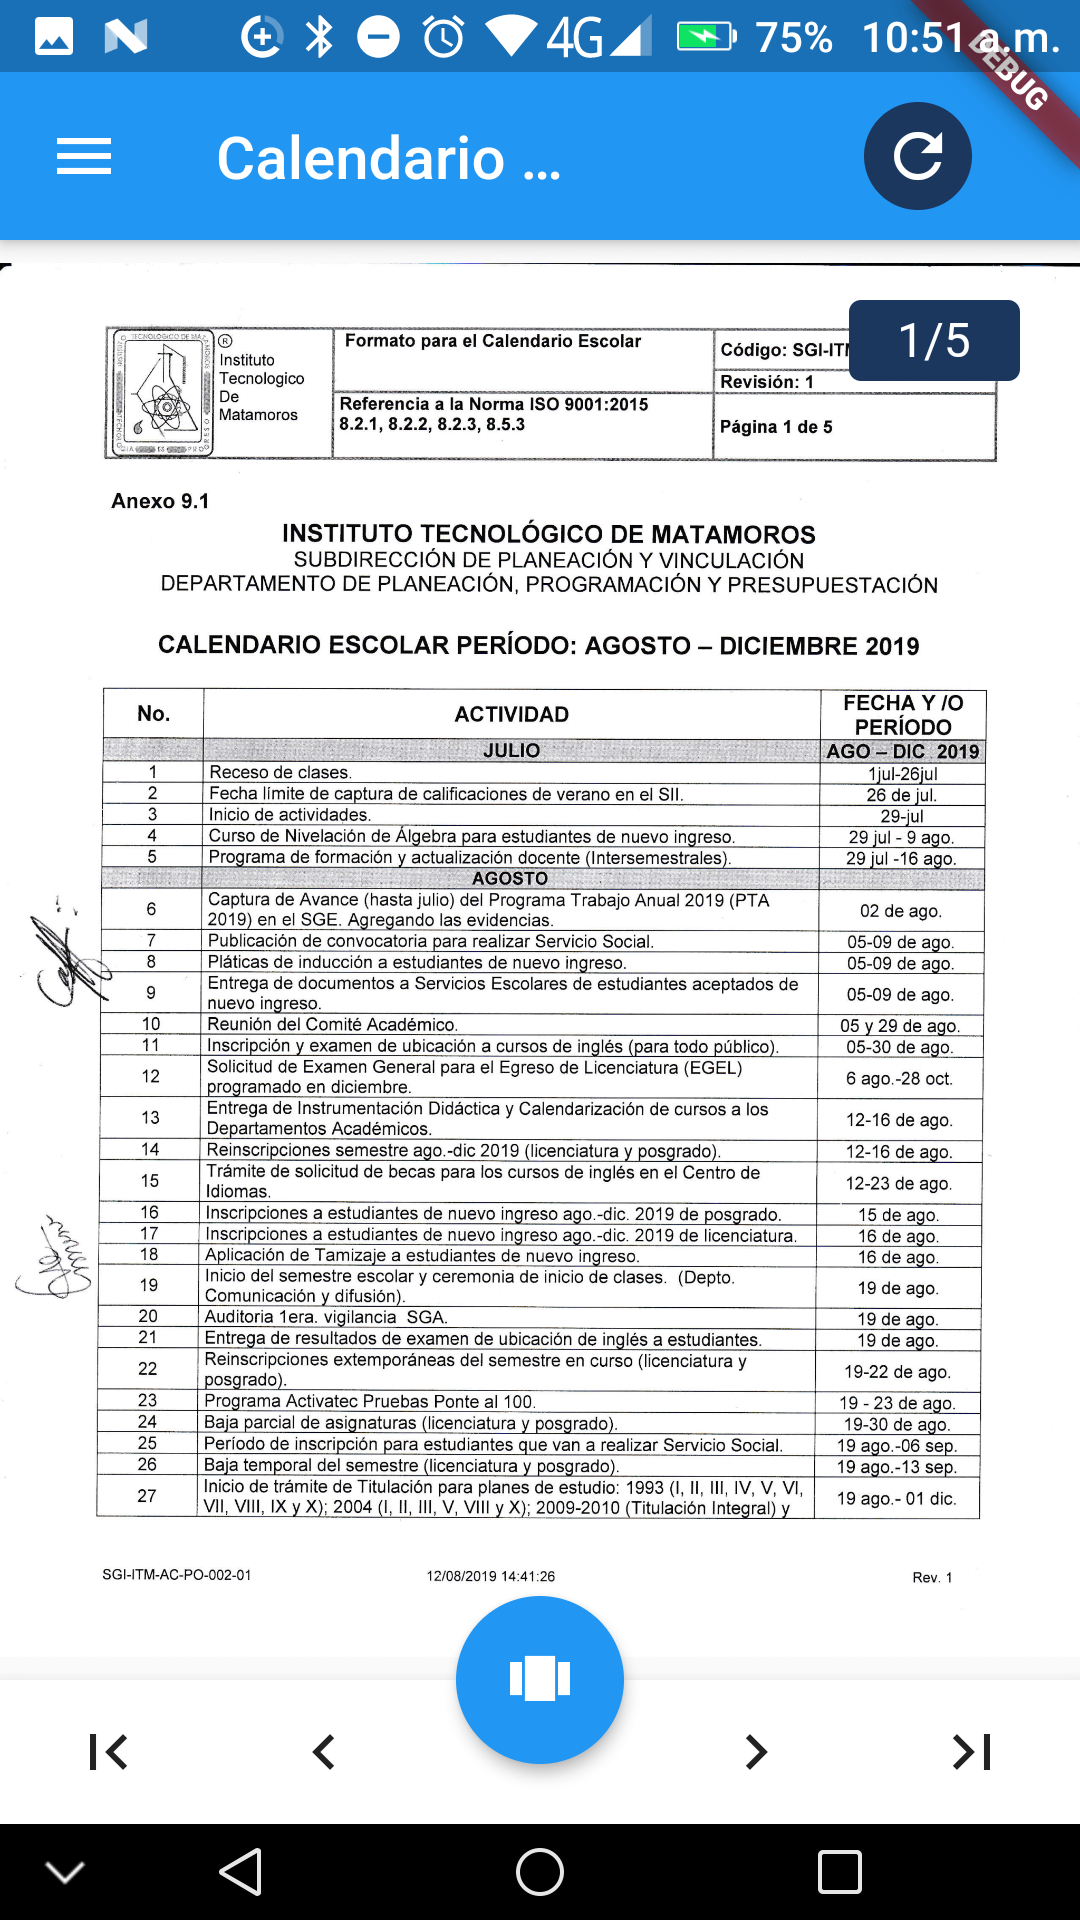 4G 75% 10:51 a.m.
DEBUG
Calendario ...
1/5
® Instituto
Tecnologico
De
Matamoros
Formato para el Calendario Escolar
Referencia a la Norma ISO 9001:2015
8.2.1, 8.2.2, 8.2.3, 8.5.3
Código: SGI-IT
Revisión: 1
Página 1 de 5
Anexo 9.1
INSTITUTO TECNOLÓGICO DE MATAMOROS
SUBDIRECCIÓN DE PLANEACIÓN Y VINCULACIÓN
DEPARTAMENTO DE PLANEACIÓN, PROGRAMACIÓN Y PRESUPUESTACIÓN
CALENDARIO ESCOLAR PERÍODO: AGOSTO – DICIEMBRE 2019
No. ACTIVIDAD FECHA Y /O
PERÍODO
JULIO AGO – DIC 2019
1 Receso de clases. 1jul-26jul
2 Fecha límite de captura de calificaciones de verano en el SII. 26 de jul.
3 Inicio de actividades. 29-jul
4 Curso de Nivelación de Álgebra para estudiantes de nuevo ingreso. 29 jul - 9 ago.
5 Programa de formación y actualización docente (Intersemestrales). 29 jul -16 ago.
AGOSTO
6 Captura de Avance (hasta julio) del Programa Trabajo Anual 2019 (PTA
2019) en el SGE. Agregando las evidencias. 02 de ago.
7 Publicación de convocatoria para realizar Servicio Social. 05-09 de ago.
8 Pláticas de inducción a estudiantes de nuevo ingreso. 05-09 de ago.
9 Entrega de documentos a Servicios Escolares de estudiantes aceptados de
nuevo ingreso. 05-09 de ago.
10 Reunión del Comité Académico. 05 y 29 de ago.
11 Inscripción y examen de ubicación a cursos de inglés (para todo público). 05-30 de ago.
12 Solicitud de Examen General para el Egreso de Licenciatura (EGEL)
programado en diciembre. 6 ago.-28 oct.
13 Entrega de Instrumentación Didáctica y Calendarización de cursos a los
Departamentos Académicos. 12-16 de ago.
14 Reinscripciones semestre ago.-dic 2019 (licenciatura y posgrado). 12-16 de ago.
15 Trámite de solicitud de becas para los cursos de inglés en el Centro de
Idiomas. 12-23 de ago.
16 Inscripciones a estudiantes de nuevo ingreso ago.-dic. 2019 de posgrado. 15 de ago.
17 Inscripciones a estudiantes de nuevo ingreso ago.-dic. 2019 de licenciatura. 16 de ago.
18 Aplicación de Tamizaje a estudiantes de nuevo ingreso. 16 de ago.
19 Inicio del semestre escolar y ceremonia de inicio de clases. (Depto.
Comunicación y difusión). 19 de ago.
20 Auditoria 1era. vigilancia SGA. 19 de ago.
21 Entrega de resultados de examen de ubicación de inglés a estudiantes. 19 de ago.
22 Reinscripciones extemporáneas del semestre en curso (licenciatura y
posgrado). 19-22 de ago.
23 Programa Activatec Pruebas Ponte al 100. 19 - 23 de ago.
24 Baja parcial de asignaturas (licenciatura y posgrado). 19-30 de ago.
25 Período de inscripción para estudiantes que van a realizar Servicio Social. 19 ago.-06 sep.
26 Baja temporal del semestre (licenciatura y posgrado). 19 ago.-13 sep.
27 Inicio de trámite de Titulación para planes de estudio: 1993 (I, II, III, IV, V, VI,
VII, VIII, IX y X); 2004 (I, II, III, V, VIII y X); 2009-2010 (Titulación Integral) y 19 ago.- 01 dic.
SGI-ITM-AC-PO-002-01 12/08/2019 14:41:26 Rev. 1